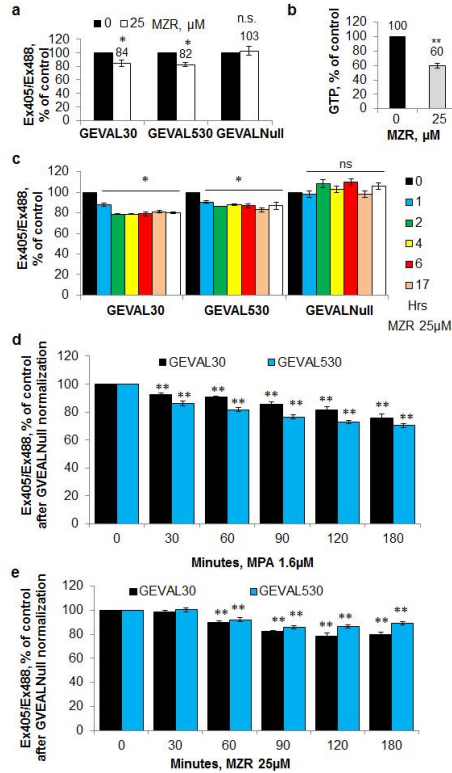 a
0 25 MZR, µM
n.s.
Ex405/Ex488,
% of control
120
100
80
60
40
20
0
*
84
*
82
103
GEVAL30 GEVAL530 GEVALNull
b
GTP, % of control
100
80
60
40
20
0
100
**
60
0 25
MZR, µM
c
Ex405/Ex488,
% of control
120
100
80
60
40
20
0
* * ns
GEVAL30 GEVAL530 GEVALNull
0
1
2
4
6
17
Hrs
MZR 25µM
d
GEVAL30 GEVAL530
Ex405/Ex488, % of control
after GVEALNull normalization
120
100
80
60
40
20
0
** ** ** ** ** ** ** ** ** **
0 30 60 90 120 180
Minutes, MPA 1.6µM
e
GEVAL30 GEVAL530
Ex405/Ex488, % of control
after GVEALNull normalization
120
100
80
60
40
20
0
** ** ** ** ** ** ** **
0 30 60 90 120 180
Minutes, MZR 25µM